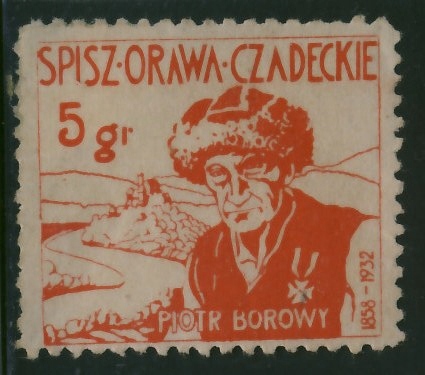 SPISZ·ORAWA·CZADECKIE
5 gr
PIOTR BOROWY
1858-1932